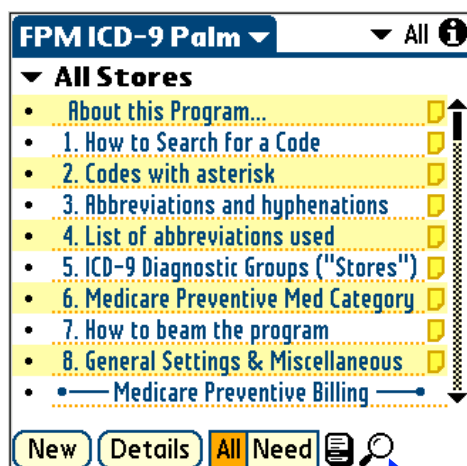 FPM ICD-9 Palm
All
All Stores
About this Program...
1. How to Search for a Code
2. Codes with asterisk
3. Abbreviations and hyphenations
4. List of abbreviations used
5. ICD-9 Diagnostic Groups ("Stores")
6. Medicare Preventive Med Category
7. How to beam the program
8. General Settings & Miscellaneous
Medicare Preventive Billing
New Details All Need